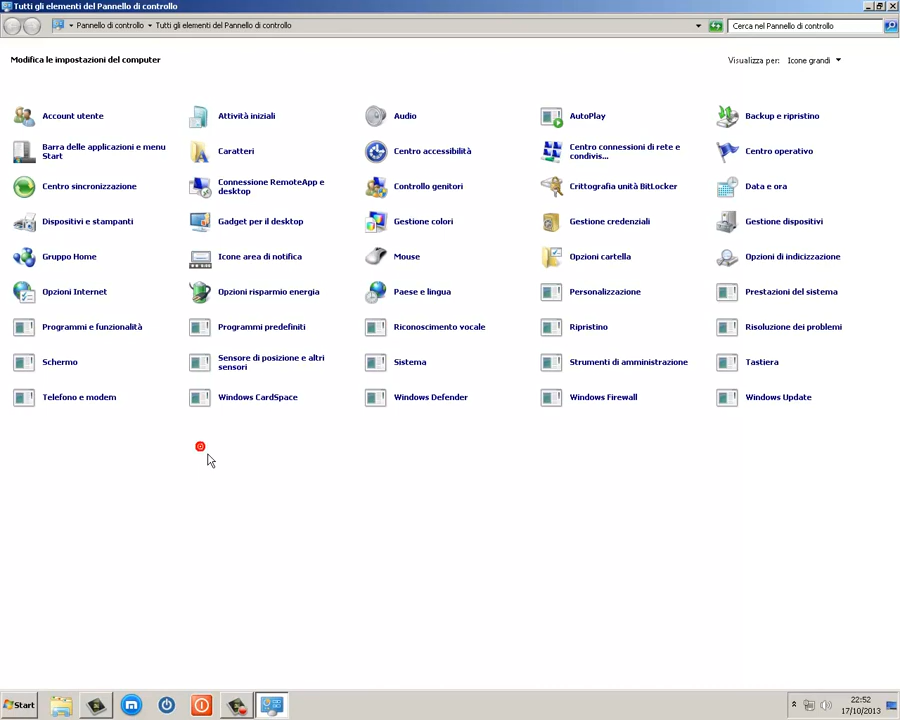 Tutti gli elementi del Pannello di controllo
Pannello di controllo Tutti gli elementi del Pannello di controllo
Cerca nel Pannello di controllo
Modifica le impostazioni del computer
Visualizza per: Icone grandi
Account utente
Attività iniziali
Audio
AutoPlay
Backup e ripristino
Barra delle applicazioni e menu
Start
Caratteri
Centro accessibilità
Centro connessioni di rete e
condivis...
Centro operativo
Centro sincronizzazione
Connessione RemoteApp e
desktop
Controllo genitori
Crittografia unità BitLocker
Data e ora
Dispositivi e stampanti
Gadget per il desktop
Gestione colori
Gestione credenziali
Gestione dispositivi
Gruppo Home
Icone area di notifica
Mouse
Opzioni cartella
Opzioni di indicizzazione
Opzioni Internet
Opzioni risparmio energia
Paese e lingua
Personalizzazione
Prestazioni del sistema
Programmi e funzionalità
Programmi predefiniti
Riconoscimento vocale
Ripristino
Risoluzione dei problemi
Schermo
Sensore di posizione e altri
sensori
Sistema
Strumenti di amministrazione
Tastiera
Telefono e modem
Windows CardSpace
Windows Defender
Windows Firewall
Windows Update
Start
22:52
17/10/2013